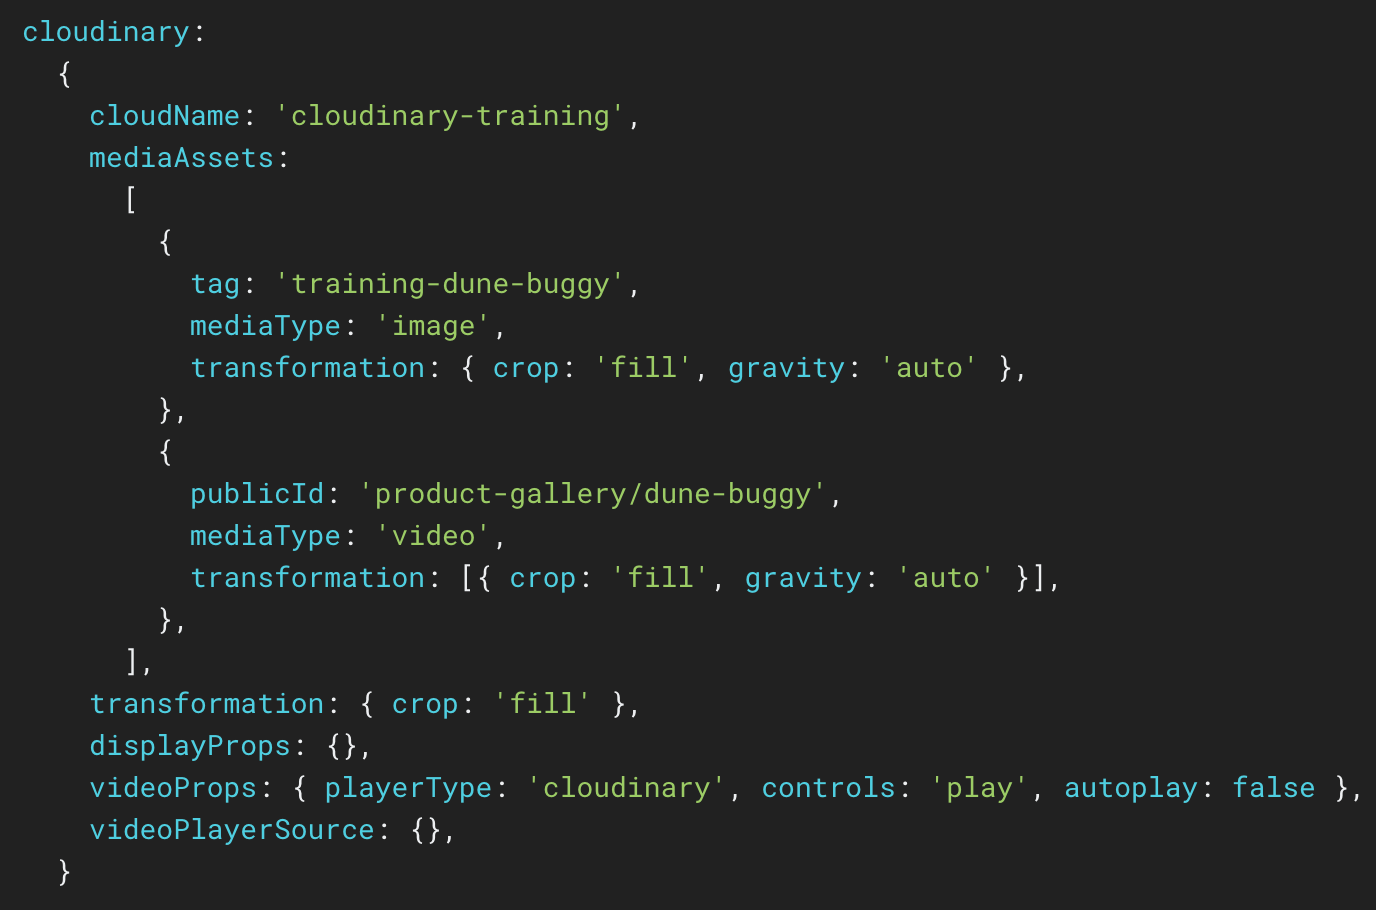 cloudinary:
  {
    cloudName: 'cloudinary-training',
    mediaAssets:
      [
        {
          tag: 'training-dune-buggy',
          mediaType: 'image',
          transformation: { crop: 'fill', gravity: 'auto' },
        },
        {
          publicId: 'product-gallery/dune-buggy',
          mediaType: 'video',
          transformation: [{ crop: 'fill', gravity: 'auto' }],
        },
      ],
    transformation: { crop: 'fill' },
    displayProps: {},
    videoProps: { playerType: 'cloudinary', controls: 'play', autoplay: false },
    videoPlayerSource: {},
  }